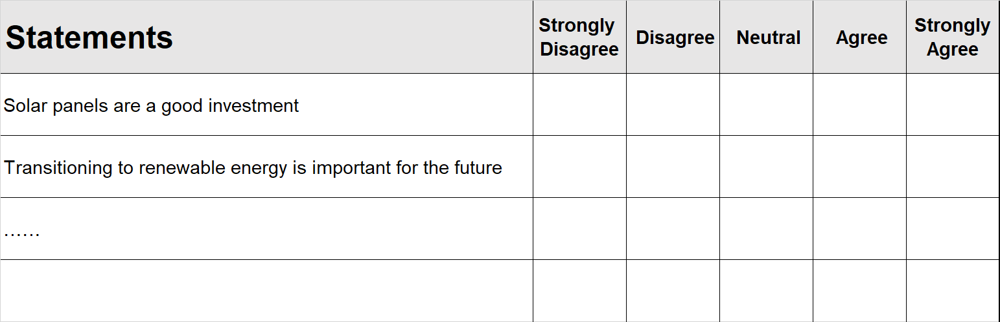 Statements
Strongly
Disagree
Disagree
Neutral
Agree
Strongly
Agree
Solar panels are a good investment
Transitioning to renewable energy is important for the future
……